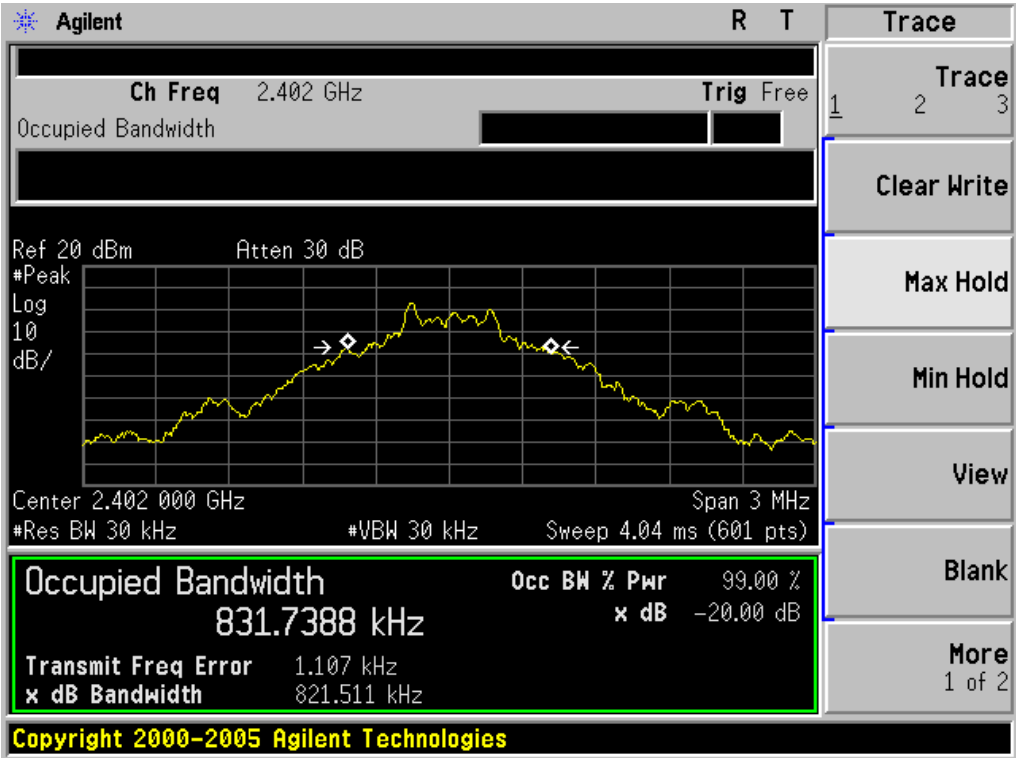 Agilent R T
Trace
Ch Freq 2.402 GHz Trig Free
Occupied Bandwidth
Trace
1 2 3
Clear Write
Max Hold
Min Hold
View
Blank
More
1 of 2
Ref 20 dBm Atten 30 dB
#Peak
Log
10
dB/
Center 2.402 000 GHz Span 3 MHz
#Res BW 30 kHz #VBW 30 kHz Sweep 4.04 ms (601 pts)
Occupied Bandwidth Occ BW % Pwr 99.00 %
831.7388 kHz x dB -20.00 dB
Transmit Freq Error 1.107 kHz
x dB Bandwidth 821.511 kHz
Copyright 2000-2005 Agilent Technologies